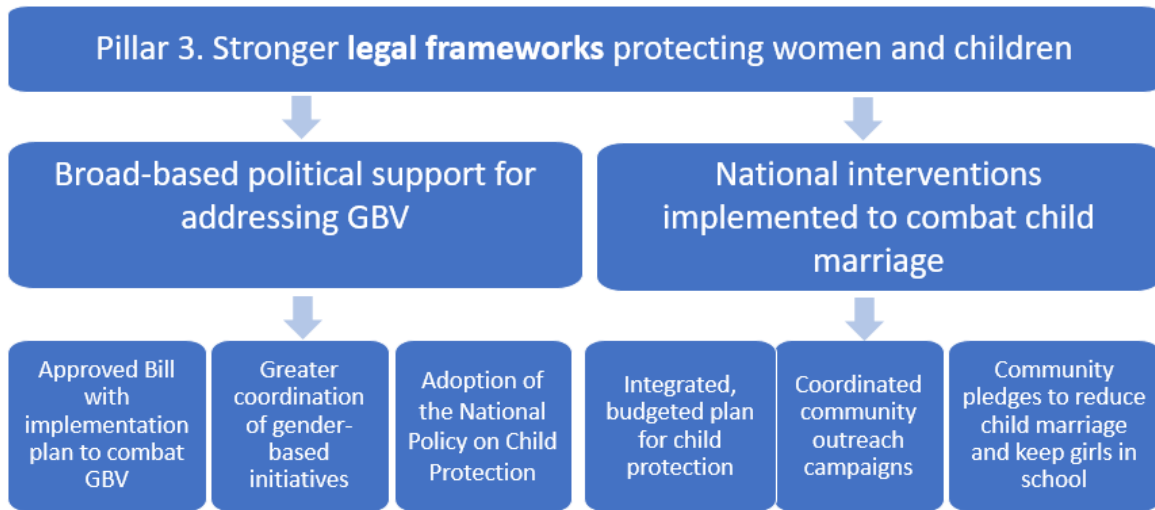 Pillar 3. Stronger legal frameworks protecting women and children
Broad-based political support for
addressing GBV
National interventions
implemented to combat child
marriage
Approved Bill
with
implementation
plan to combat
GBV
Greater
coordination
of gender-
based
initiatives
Adoption of
the National
Policy on Child
Protection
Integrated,
budgeted plan
for child
protection
Coordinated
community
outreach
campaigns
Community
pledges to reduce
child marriage
and keep girls in
school